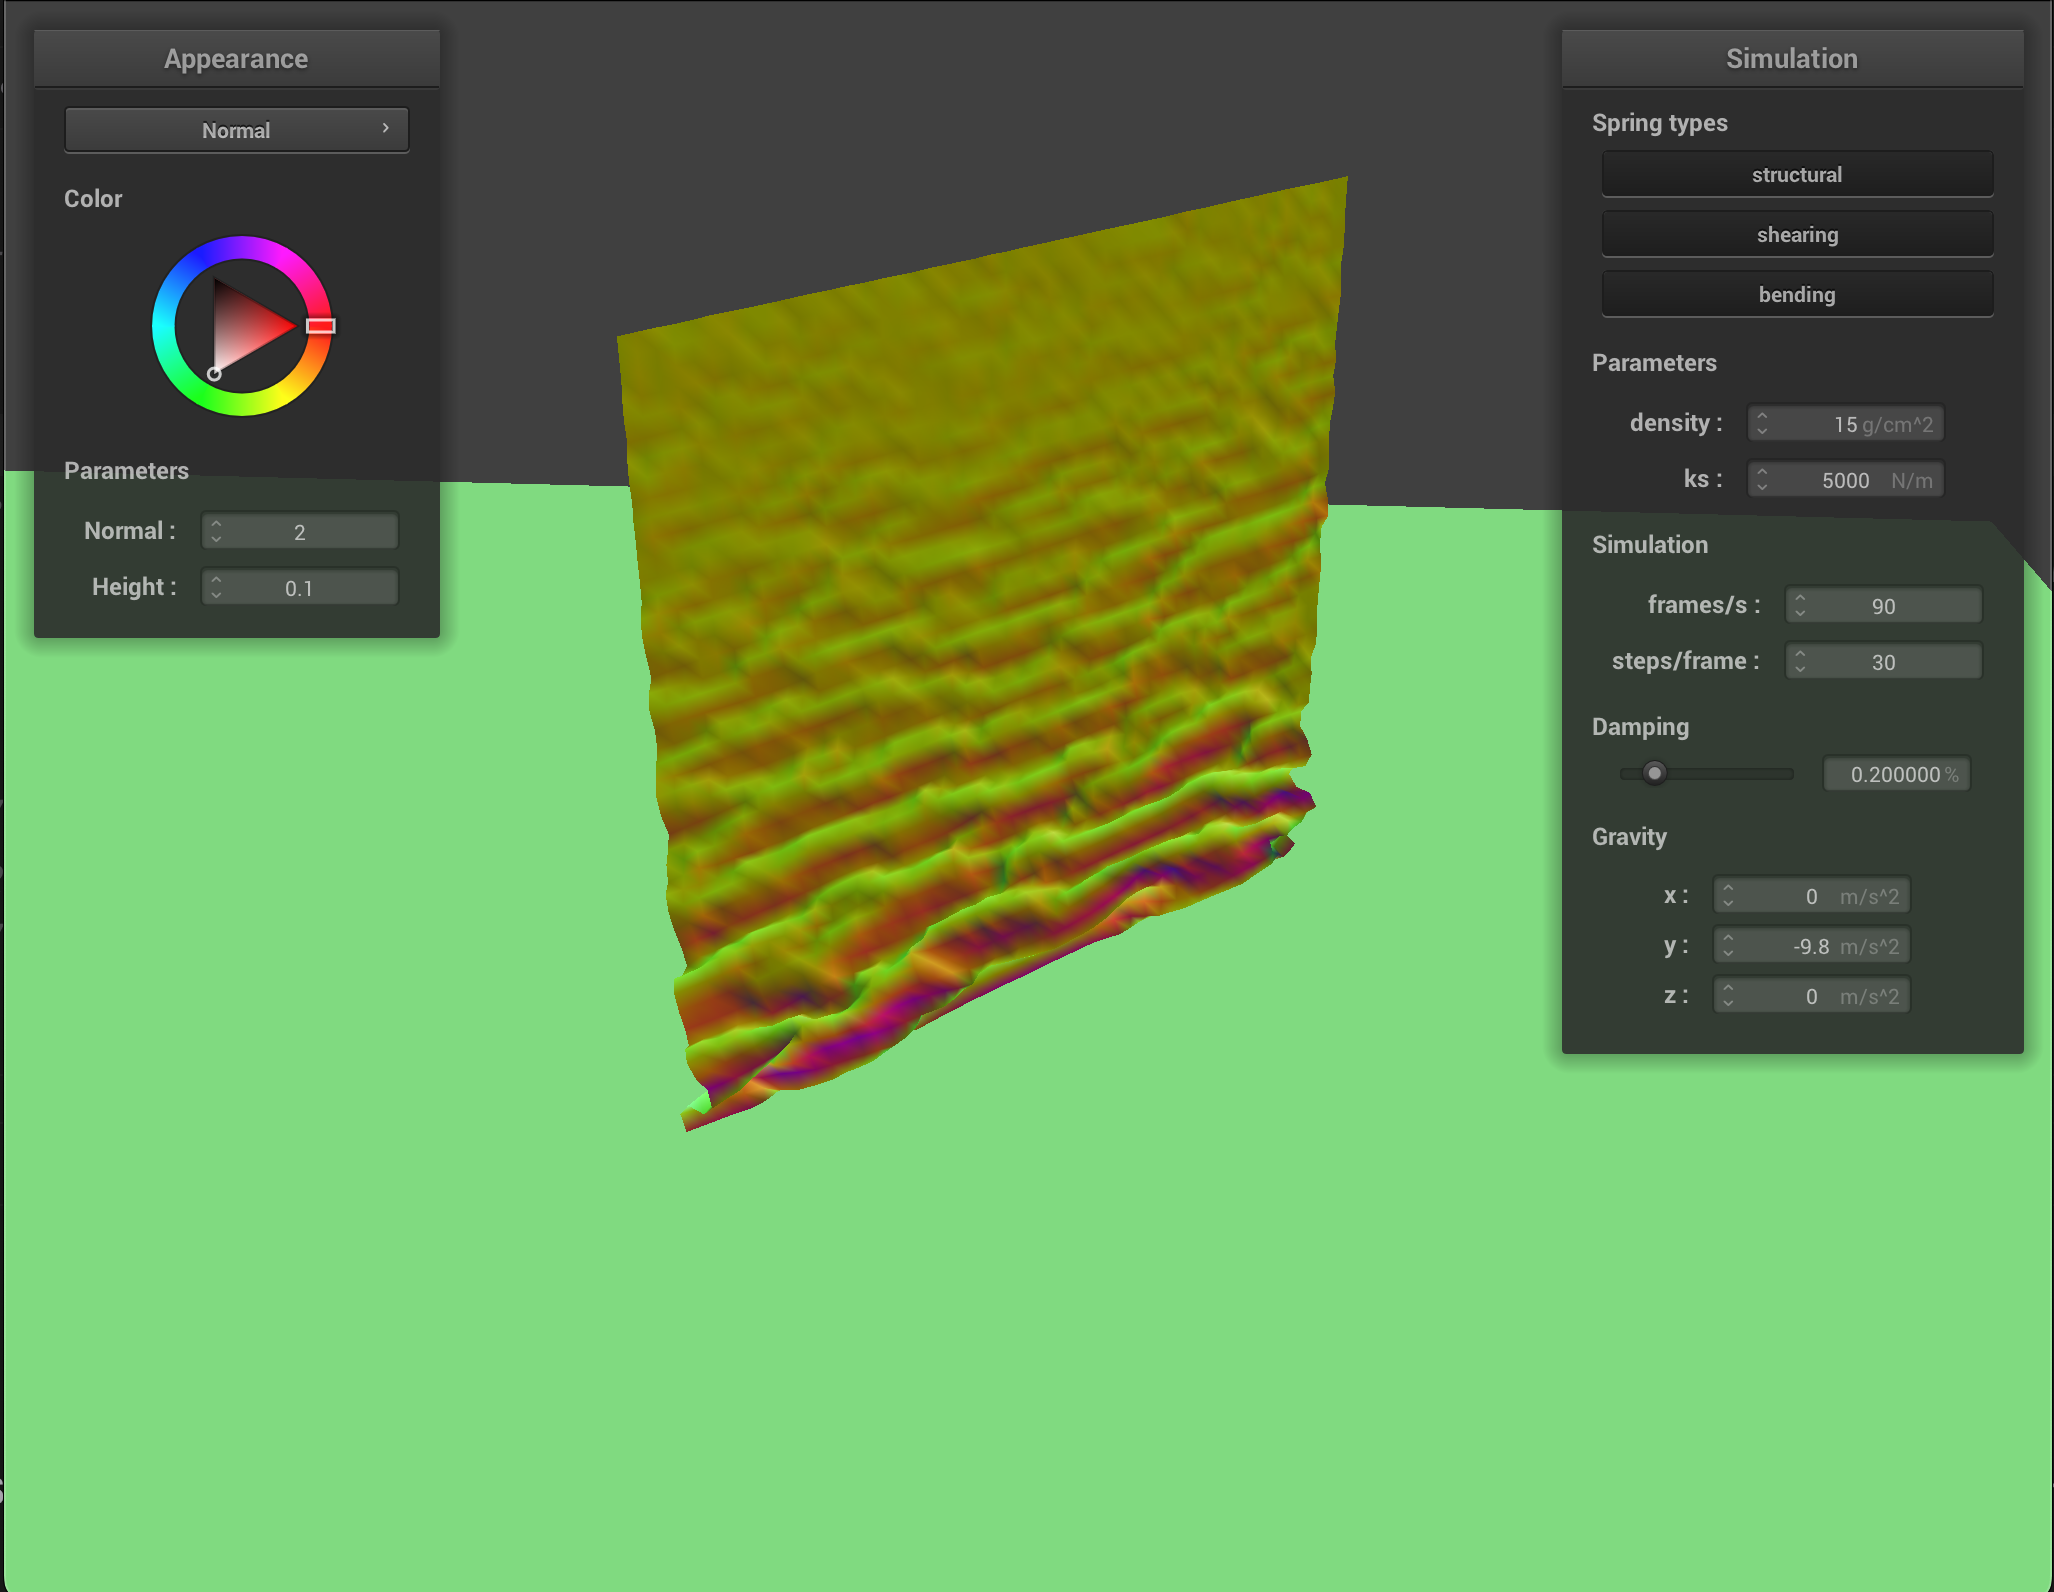 Appearance
Normal
Color
Parameters
Normal :
2
Height :
0.1
Simulation
Spring types
structural
shearing
bending
Parameters
density :
15 g/cm^2
ks :
5000 N/m
Simulation
frames/s :
90
steps/frame :
30
Damping
0.200000 %
Gravity
x :
0 m/s^2
y :
-9.8 m/s^2
z :
0 m/s^2